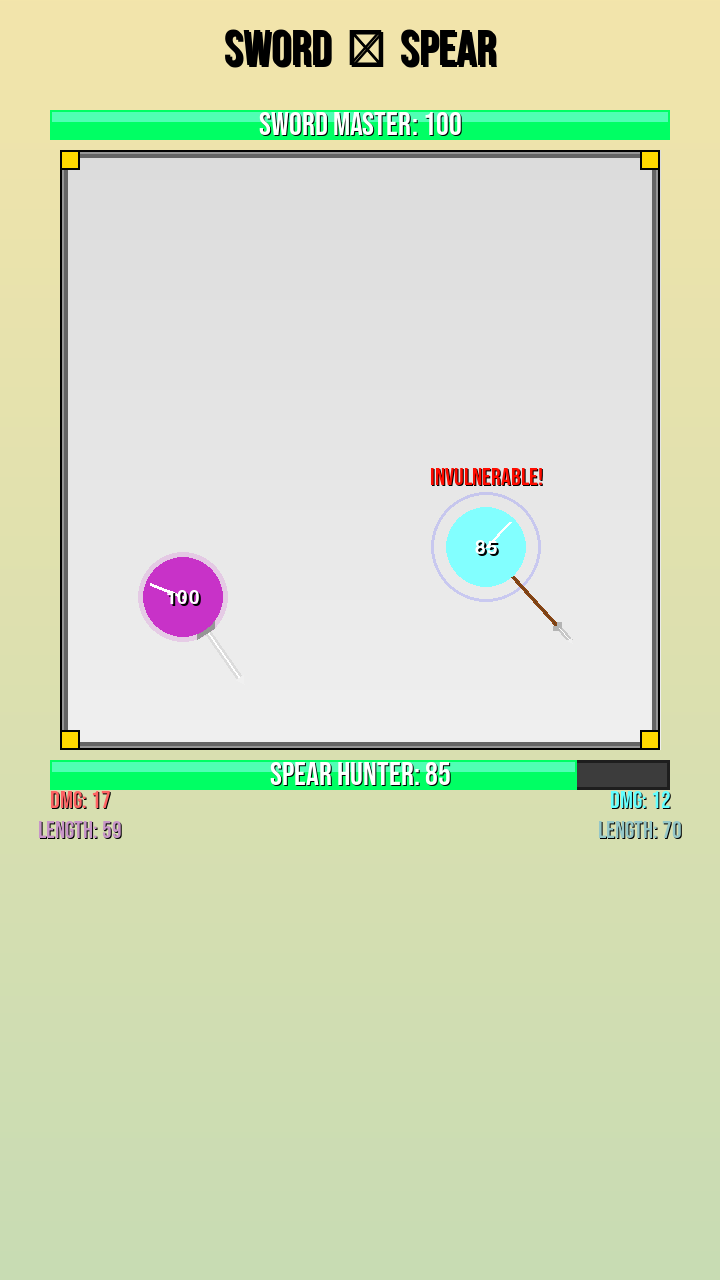 SWORD SPEAR
SWORD MASTER: 100
INVULNERABLE!
85
100
SPEAR HUNTER: 85
DMG: 17
DMG: 12
LENGTH: 59
LENGTH: 70